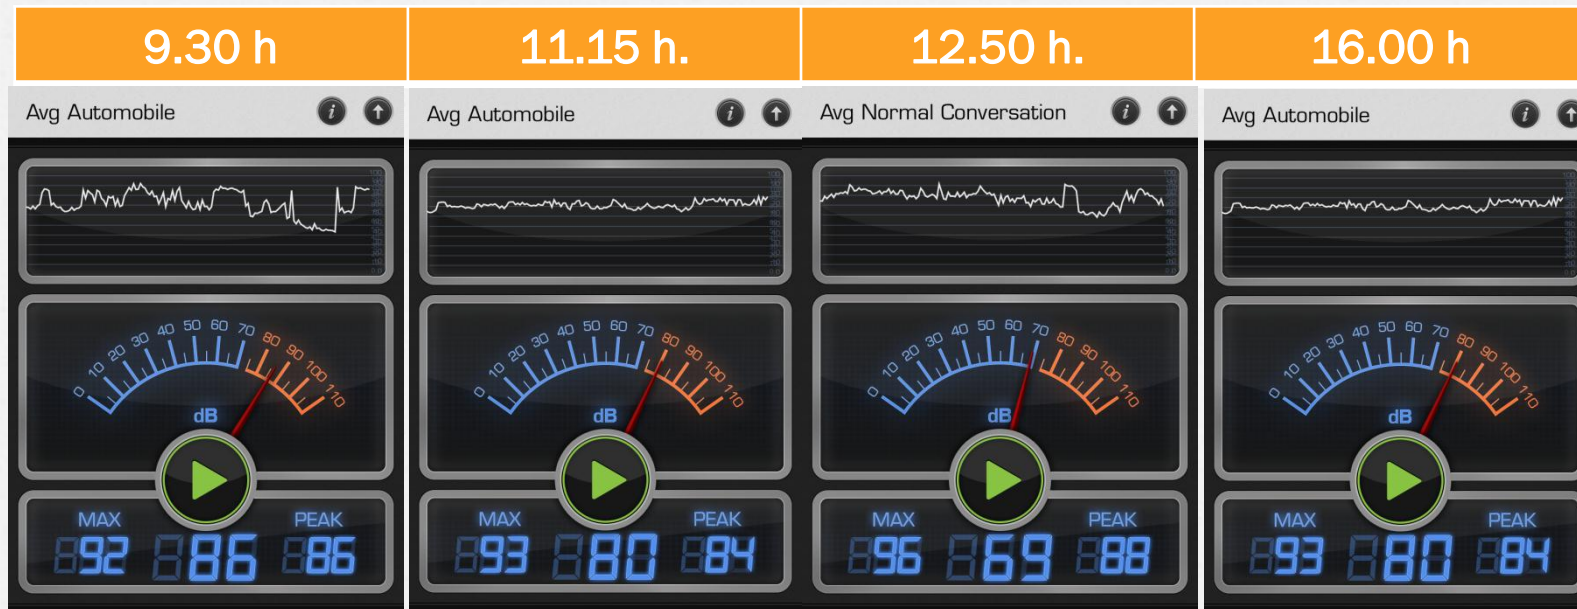 9.30 h
11.15 h.
12.50 h.
16.00 h
Avg Automobile
0 10 20 30 40 50 60 70 80 90 100 110
dB
MAX PEAK
92 86 86
Avg Automobile
0 10 20 30 40 50 60 70 80 90 100 110
dB
MAX PEAK
93 80 84
Avg Normal Conversation
0 10 20 30 40 50 60 70 80 90 100 110
dB
MAX PEAK
96 69 88
Avg Automobile
0 10 20 30 40 50 60 70 80 90 100 110
dB
MAX PEAK
93 80 84